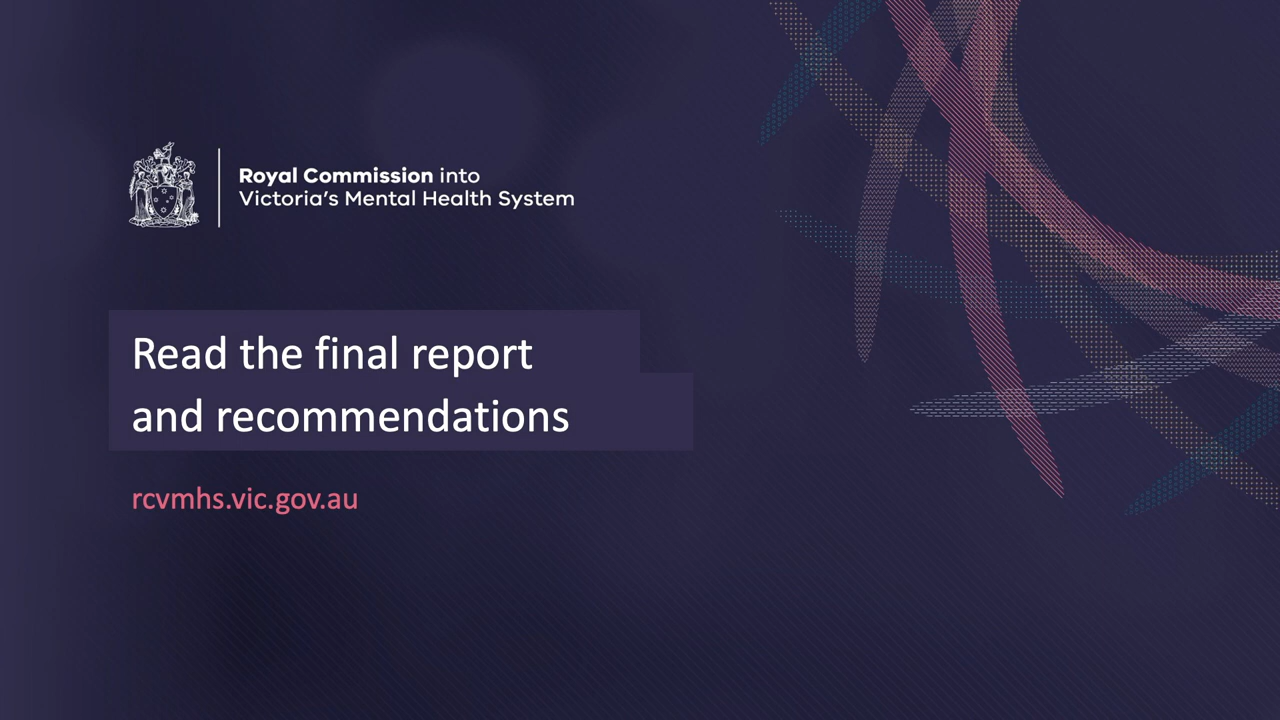 Royal Commission into
Victoria's Mental Health System
Read the final report
and recommendations
rcvmhs.vic.gov.au